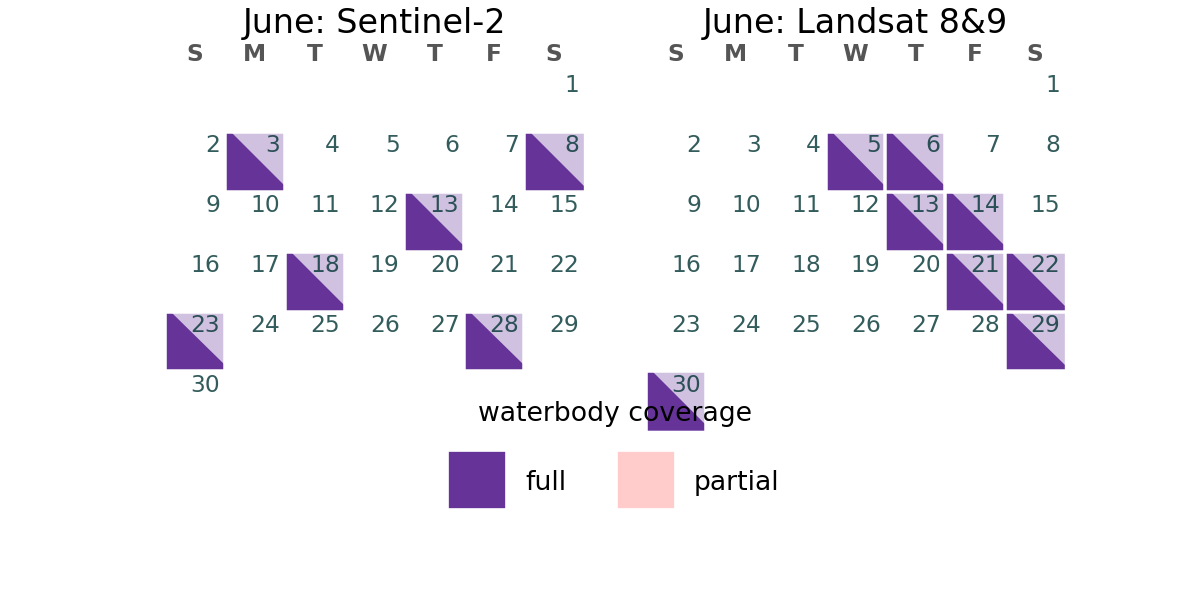 June: Sentinel-2
S M T W T F S
1
2 3 4 5 6 7 8
9 10 11 12 13 14 15
16 17 18 19 20 21 22
23 24 25 26 27 28 29
30
June: Landsat 8&9
S M T W T F S
1
2 3 4 5 6 7 8
9 10 11 12 13 14 15
16 17 18 19 20 21 22
23 24 25 26 27 28 29
30
waterbody coverage
full partial